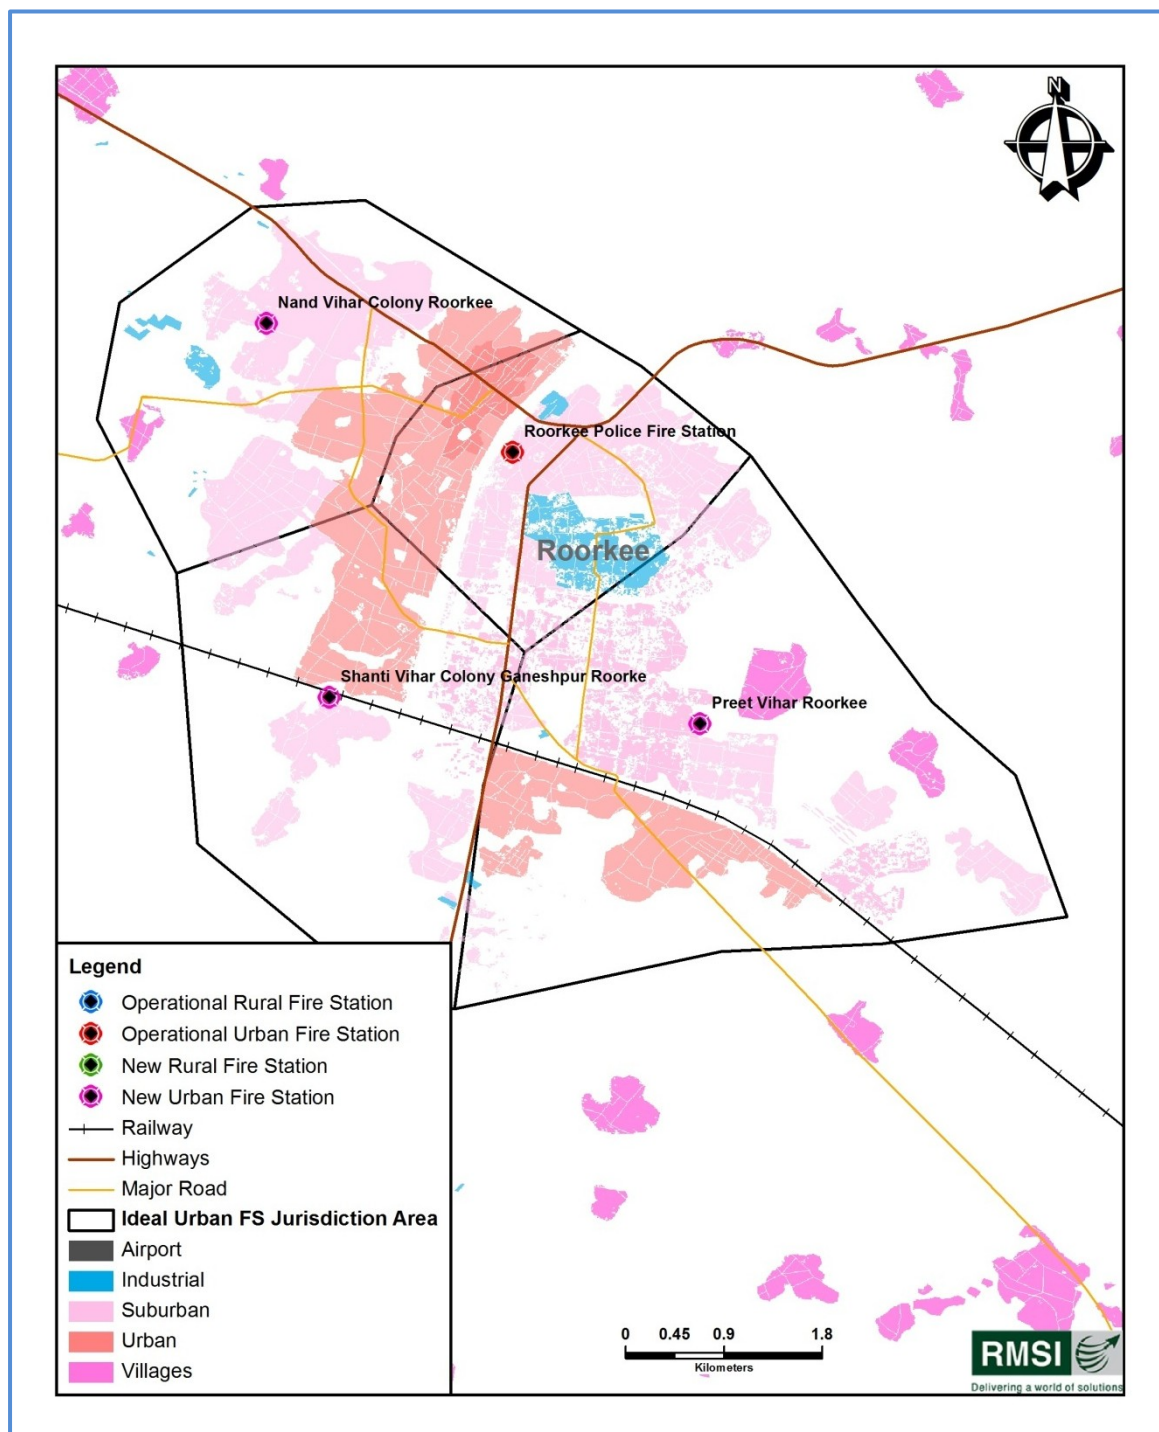 N
Nand Vihar Colony Roorkee
Roorkee Police Fire Station
Roorkee
Shanti Vihar Colony Ganeshpur Roorke
Preet Vihar Roorkee
Legend
Operational Rural Fire Station
Operational Urban Fire Station
New Rural Fire Station
New Urban Fire Station
Railway
Highways
Major Road
Ideal Urban FS Jurisdiction Area
Airport
Industrial
Suburban
Urban
Villages
0 0.45 0.9 1.8
Kilometers
RMSI
Delivering a world of solutions